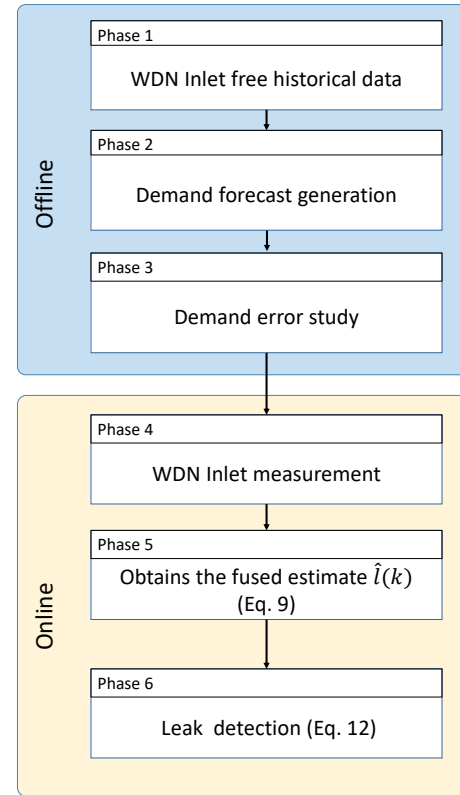 Offline
Phase 1
WDN Inlet free historical data
Phase 2
Demand forecast generation
Phase 3
Demand error study
Online
Phase 4
WDN Inlet measurement
Phase 5
Obtains the fused estimate l̂(k)
(Eq. 9)
Phase 6
Leak detection (Eq. 12)